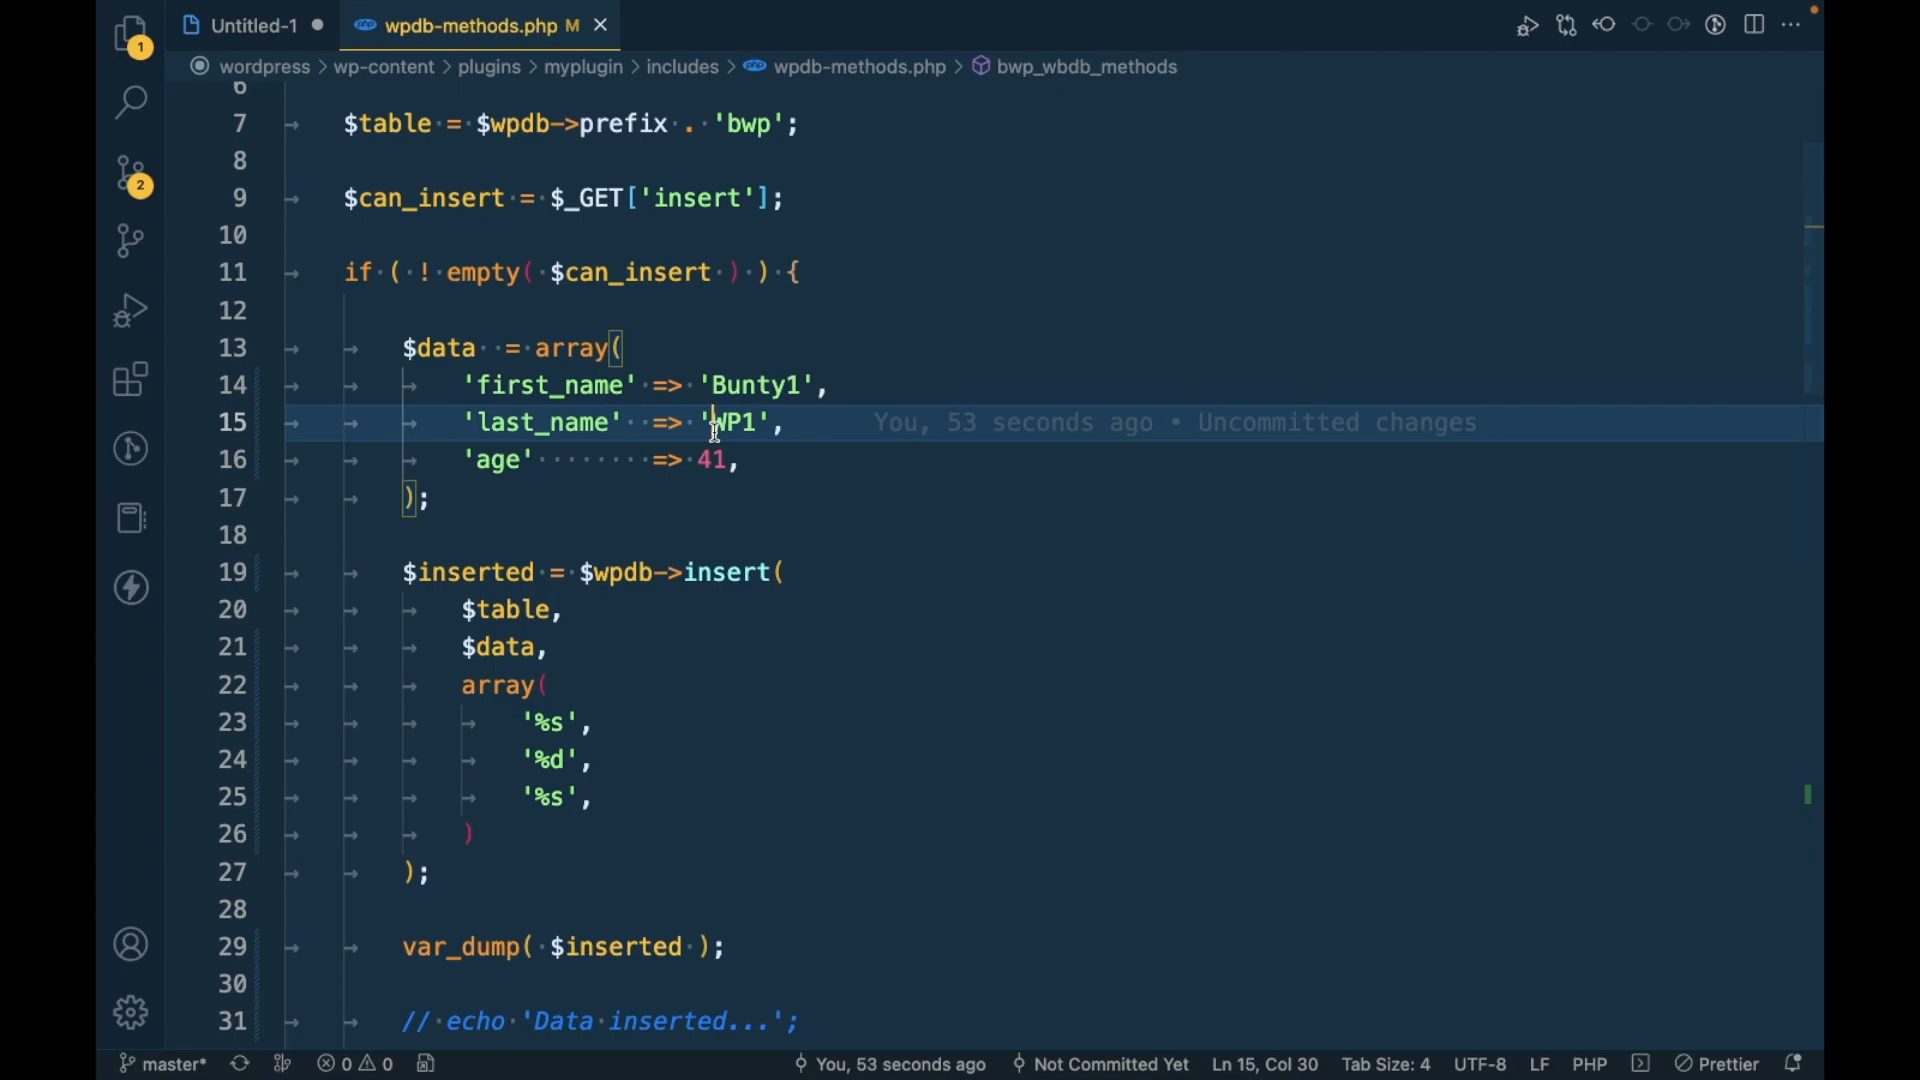 Untitled-1 wpdb-methods.php M
wordpress > wp-content > plugins > myplugin > includes > wpdb-methods.php > bwp_wbdb_methods
1
2
6
7 $table = $wpdb->prefix . 'bwp';
8
9 $can_insert = $_GET['insert'];
10
11 if ( ! empty( $can_insert ) ) {
12
13 $data  = array(
14 'first_name' => 'Bunty1',
15 'last_name'  => 'WP1', You, 53 seconds ago • Uncommitted changes
16 'age'        => 41,
17 );
18
19 $inserted = $wpdb->insert(
20 $table,
21 $data,
22 array(
23 '%s',
24 '%d',
25 '%s',
26 )
27 );
28
29 var_dump( $inserted );
30
31 // echo 'Data inserted...';
master* 0 0 You, 53 seconds ago Not Committed Yet Ln 15, Col 30 Tab Size: 4 UTF-8 LF PHP Prettier